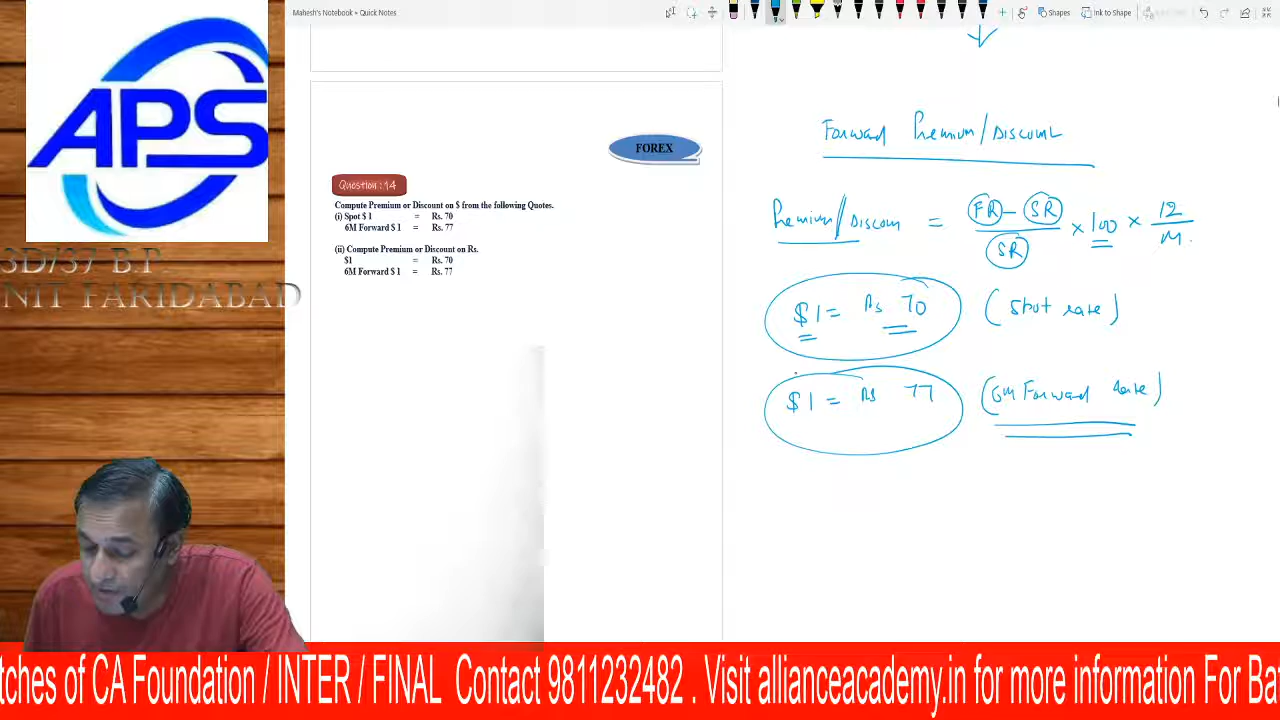 Mahesh's Notebook » Quick Notes
Shapes
Ink to Shape
APS
3D/37 B.P.
NIT FARIDABAD
FOREX
Question : 14
Compute Premium or Discount on $ from the following Quotes.
(i) Spot $ 1 = Rs. 70
6M Forward $ 1 = Rs. 77
(ii) Compute Premium or Discount on Rs.
$1 = Rs. 70
6M Forward $ 1 = Rs. 77
Forward Premium/Discount
Premium/Discoun = FR - SR / SR × 100 × 12 / M.
$1 = Rs 70 (Spot rate)
$1 = Rs 77 (6m Forward rate)
tches of CA Foundation / INTER / FINAL Contact 9811232482 . Visit allianceacademy.in for more information For Ba